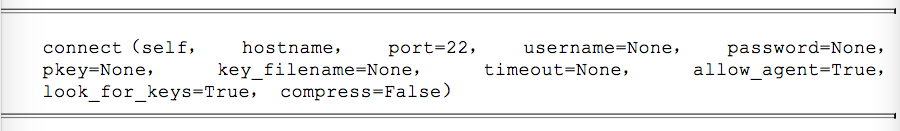 connect（self， hostname， port=22， username=None， password=None，
pkey=None， key_filename=None， timeout=None， allow_agent=True，
look_for_keys=True， compress=False）